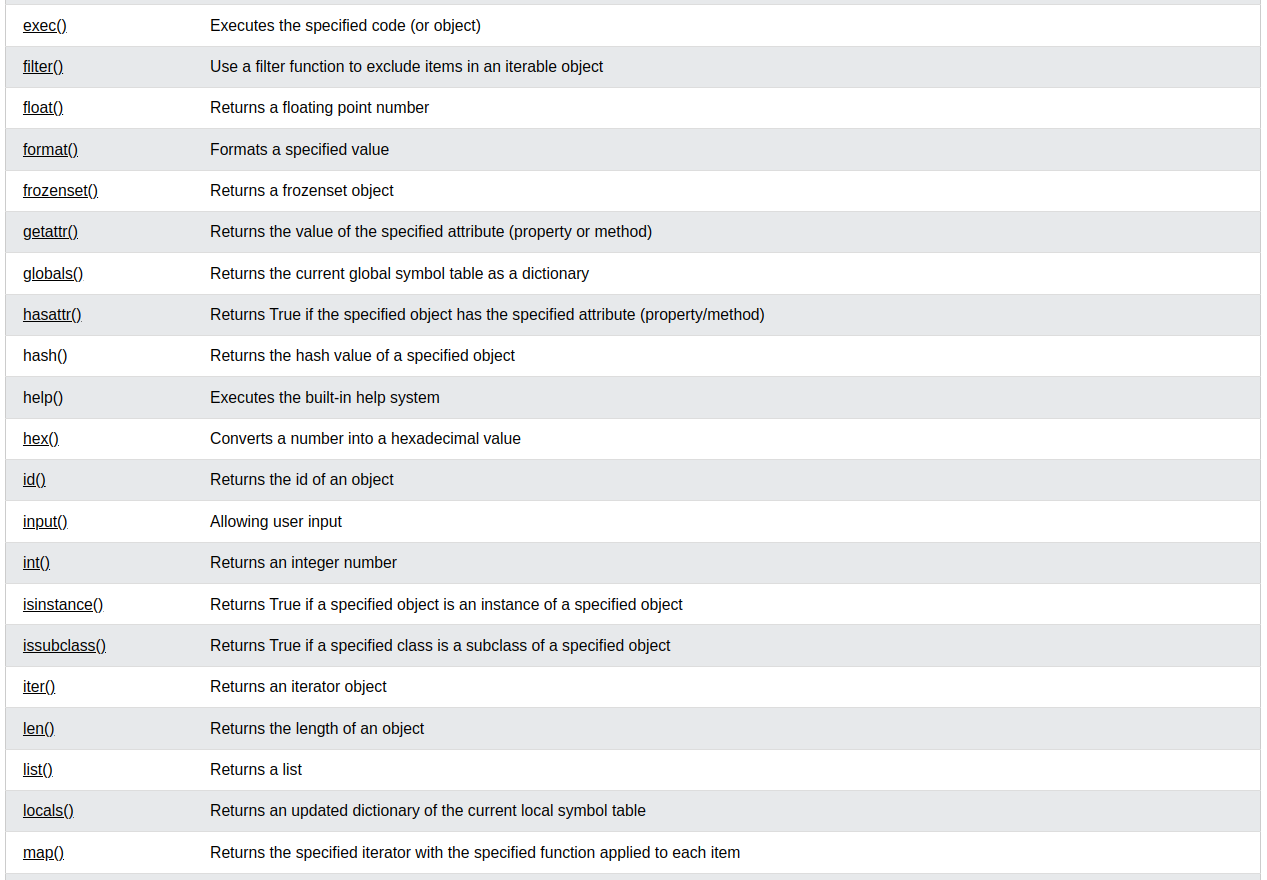 exec() Executes the specified code (or object)
filter() Use a filter function to exclude items in an iterable object
float() Returns a floating point number
format() Formats a specified value
frozenset() Returns a frozenset object
getattr() Returns the value of the specified attribute (property or method)
globals() Returns the current global symbol table as a dictionary
hasattr() Returns True if the specified object has the specified attribute (property/method)
hash() Returns the hash value of a specified object
help() Executes the built-in help system
hex() Converts a number into a hexadecimal value
id() Returns the id of an object
input() Allowing user input
int() Returns an integer number
isinstance() Returns True if a specified object is an instance of a specified object
issubclass() Returns True if a specified class is a subclass of a specified object
iter() Returns an iterator object
len() Returns the length of an object
list() Returns a list
locals() Returns an updated dictionary of the current local symbol table
map() Returns the specified iterator with the specified function applied to each item